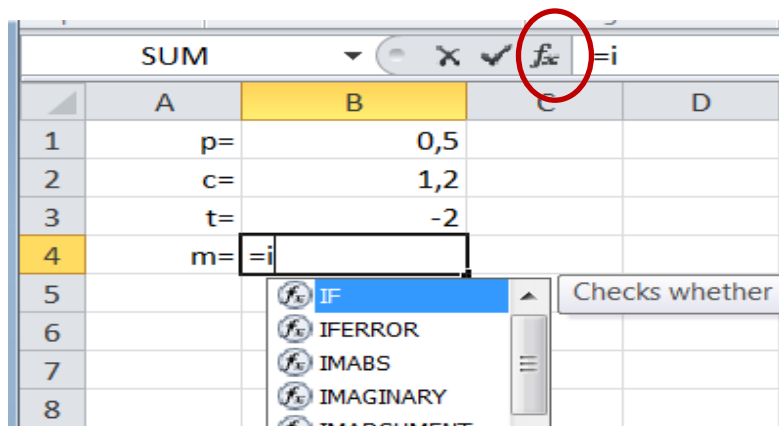 SUM fx =i
A B C D
1 p= 0,5
2 c= 1,2
3 t= -2
4 m= =i
5 IF Checks whether
6 IFERROR
7 IMABS
8 IMAGINARY